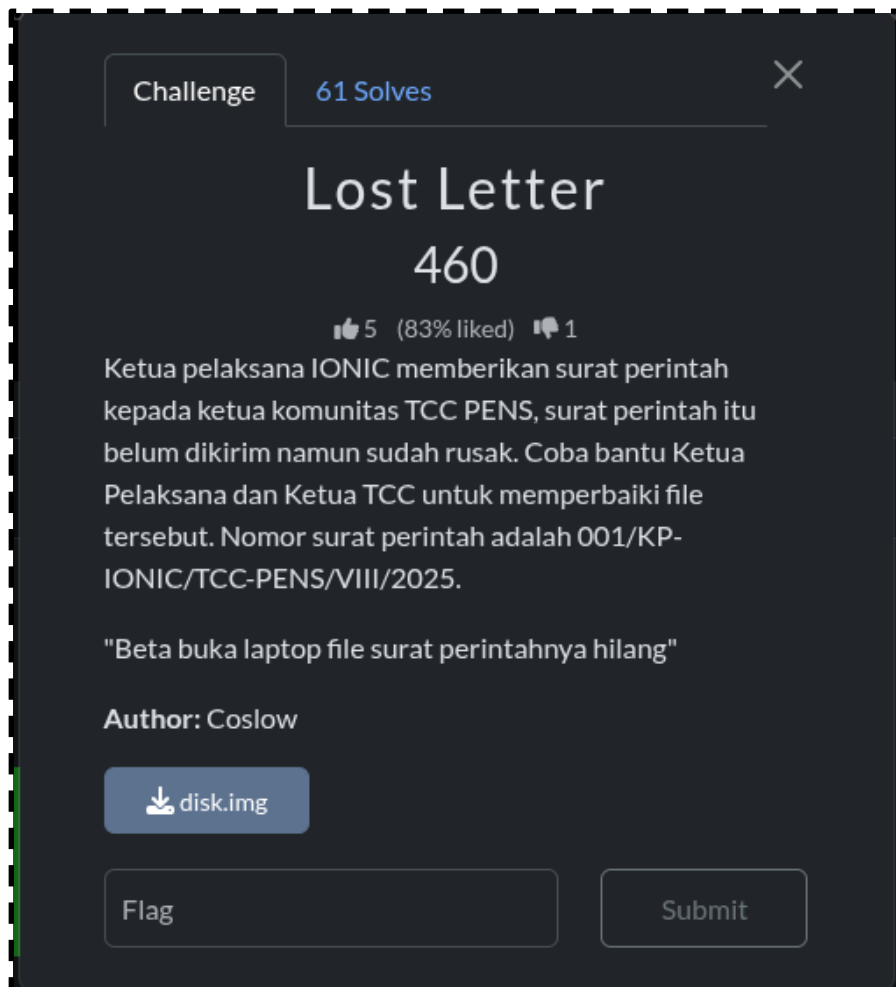 Challenge
61 Solves
Lost Letter
460
5 (83% liked) 1
Ketua pelaksana IONIC memberikan surat perintah
kepada ketua komunitas TCC PENS, surat perintah itu
belum dikirim namun sudah rusak. Coba bantu Ketua
Pelaksana dan Ketua TCC untuk memperbaiki file
tersebut. Nomor surat perintah adalah 001/KP-
IONIC/TCC-PENS/VIII/2025.
"Beta buka laptop file surat perintahnya hilang"
Author: Coslow
disk.img
Flag
Submit